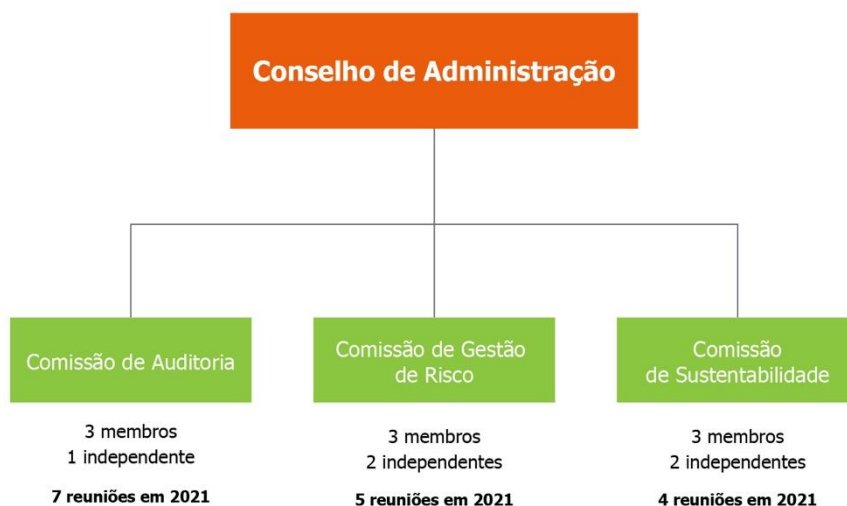 Conselho de Administração
Comissão de Auditoria
3 membros
1 independente
7 reuniões em 2021
Comissão de Gestão
de Risco
3 membros
2 independentes
5 reuniões em 2021
Comissão
de Sustentabilidade
3 membros
2 independentes
4 reuniões em 2021